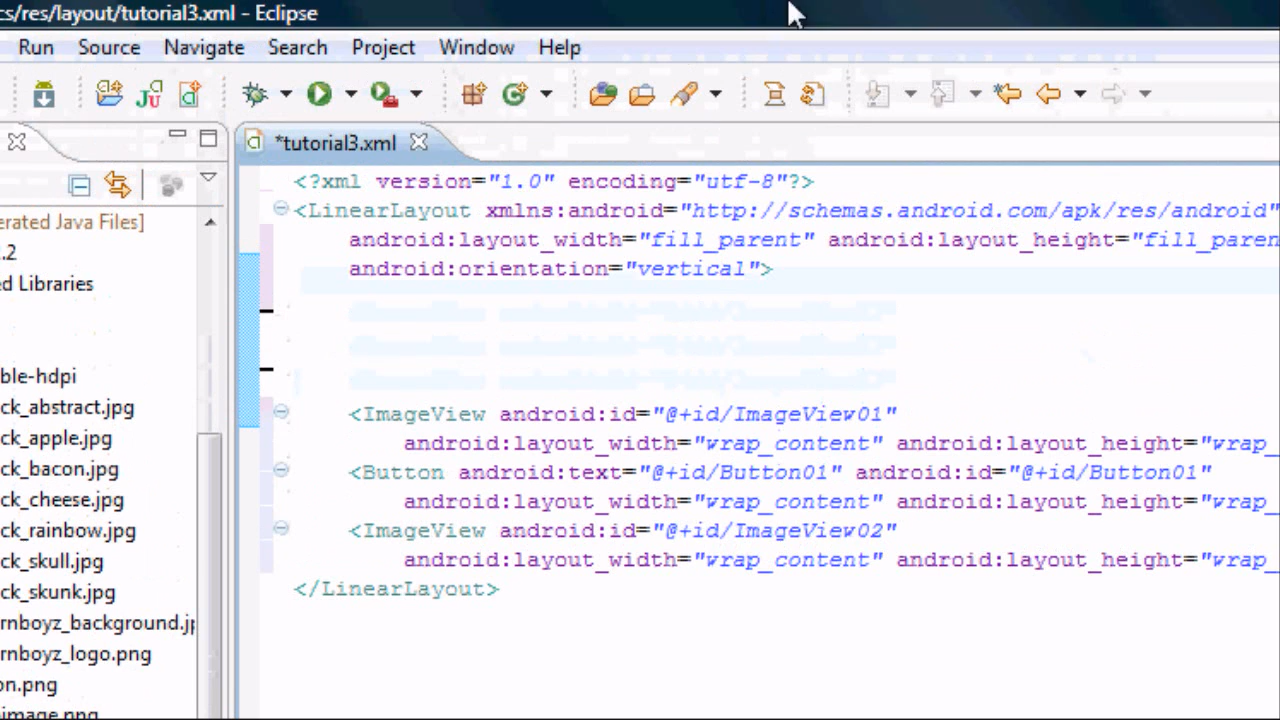 cs/res/layout/tutorial3.xml - Eclipse
Run Source Navigate Search Project Window Help
*tutorial3.xml
erated Java Files]
.2
d Libraries
ble-hdpi
ck_abstract.jpg
ck_apple.jpg
ck_bacon.jpg
ck_cheese.jpg
ck_rainbow.jpg
ck_skull.jpg
ck_skunk.jpg
rnboyz_background.j
rnboyz_logo.png
on.png
image.png
<?xml version="1.0" encoding="utf-8"?>
<LinearLayout xmlns:android="http://schemas.android.com/apk/res/android"
android:layout_width="fill_parent" android:layout_height="fill_paren
android:orientation="vertical">
<ImageView android:id="@+id/ImageView01"
android:layout_width="wrap_content" android:layout_height="wrap_
<Button android:text="@+id/Button01" android:id="@+id/Button01"
android:layout_width="wrap_content" android:layout_height="wrap_
<ImageView android:id="@+id/ImageView02"
android:layout_width="wrap_content" android:layout_height="wrap_
</LinearLayout>